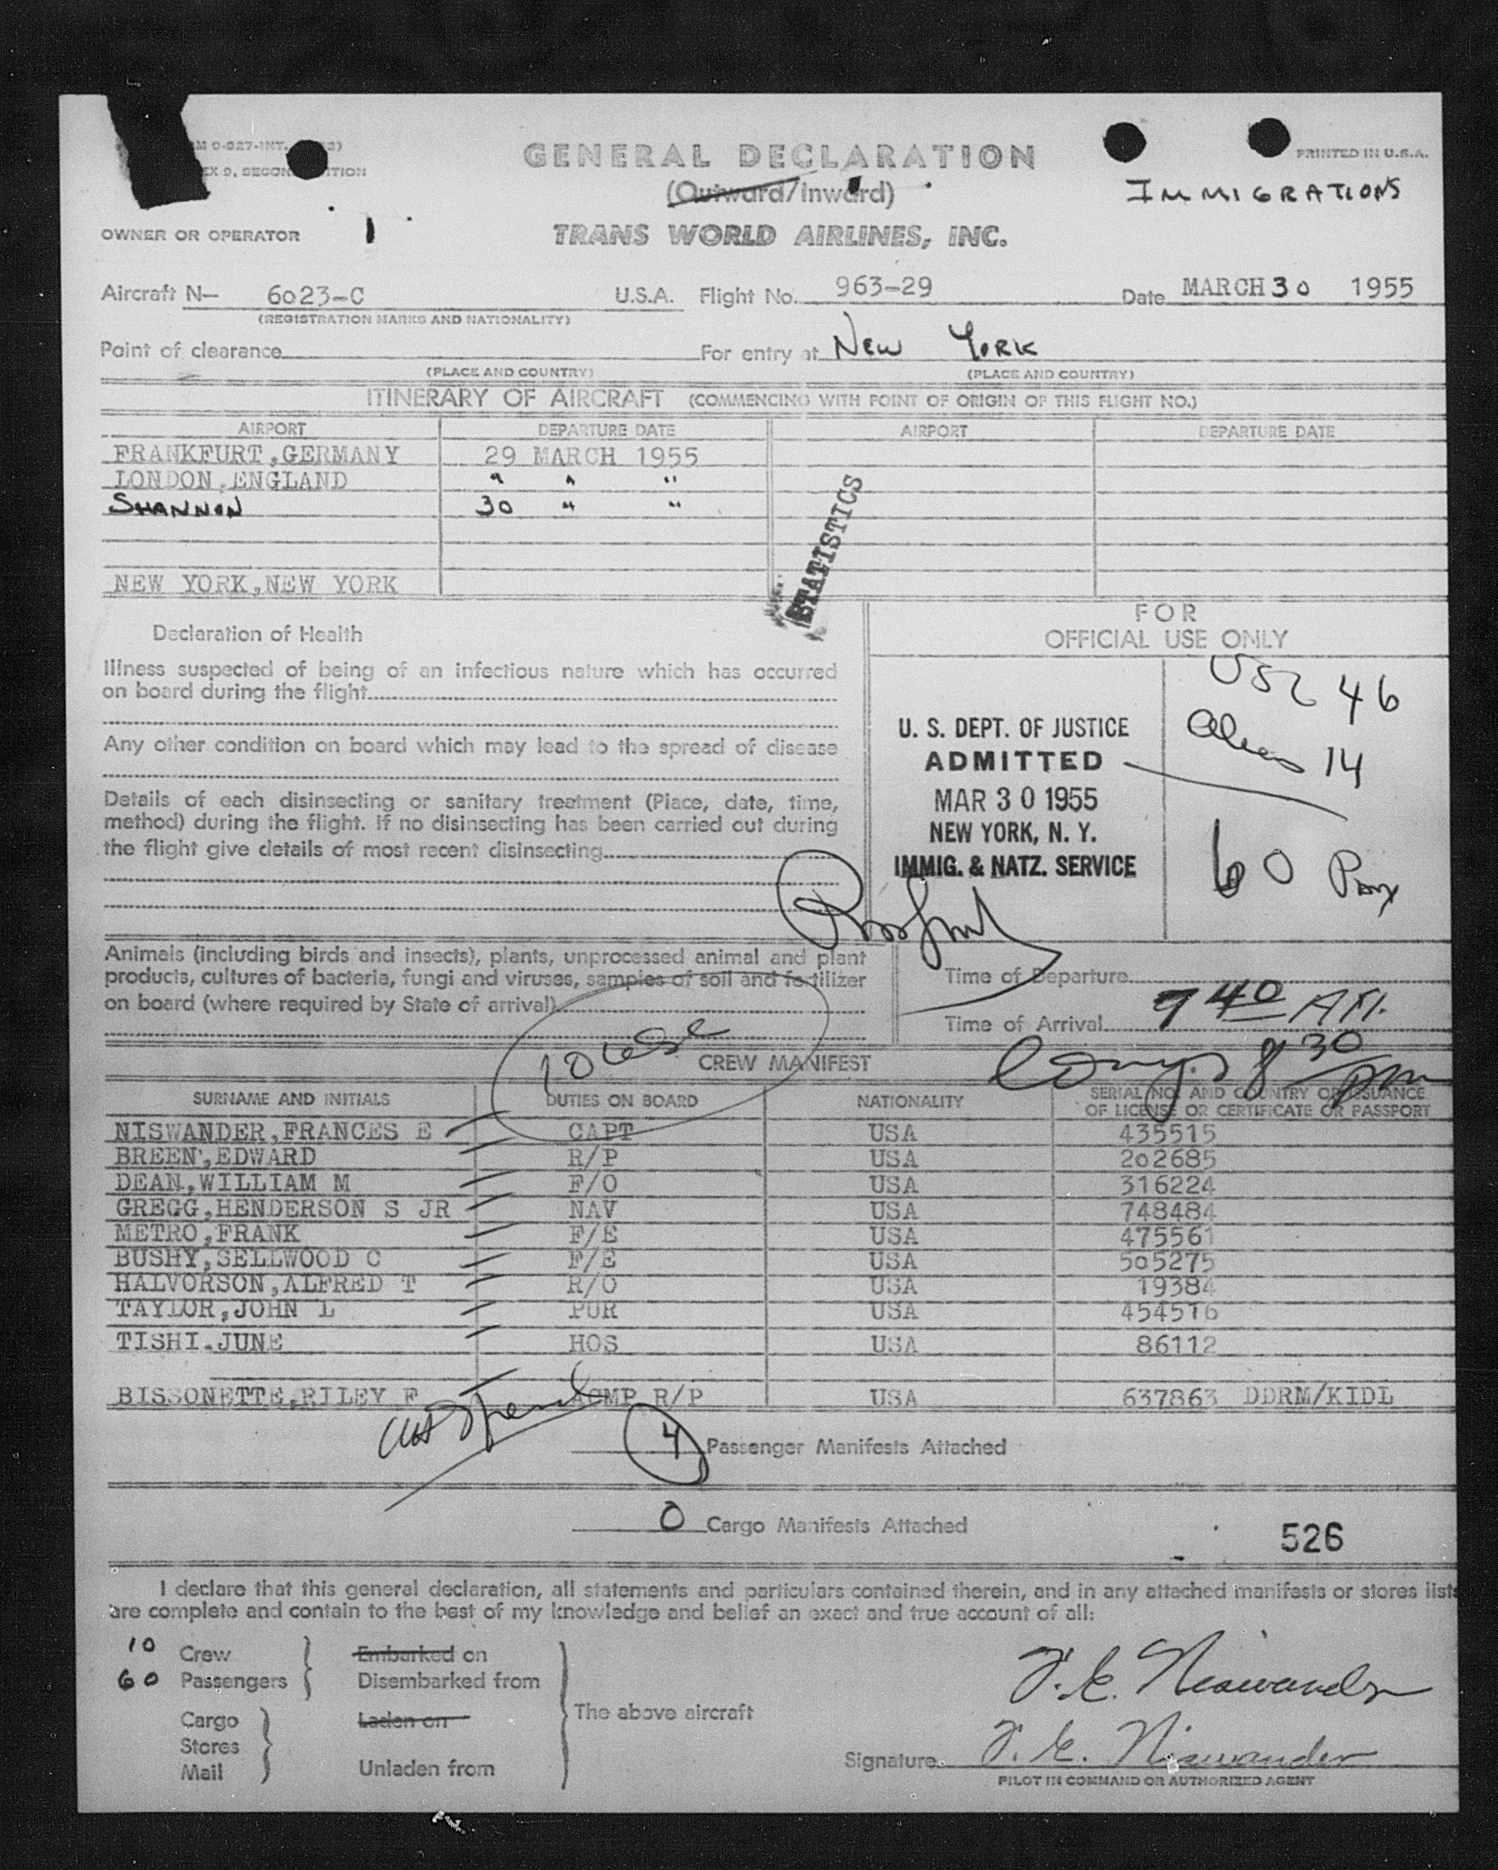 GENERAL DECLARATION
(Outward/Inward)
PRINTED IN U.S.A.
IMMIGRATIONS
OWNER OR OPERATOR
TRANS WORLD AIRLINES, INC.
Aircraft N— 6023-C U.S.A. Flight No. 963-29 Date MARCH 30 1955
(REGISTRATION MARKS AND NATIONALITY)
Point of clearance For entry at NEW YORK
(PLACE AND COUNTRY) (PLACE AND COUNTRY)
ITINERARY OF AIRCRAFT (COMMENCING WITH POINT OF ORIGIN OF THIS FLIGHT NO.)
AIRPORT DEPARTURE DATE AIRPORT DEPARTURE DATE
FRANKFURT,GERMANY 29 MARCH 1955
LONDON,ENGLAND " " "
SHANNON 30 " "
NEW YORK,NEW YORK
STATISTICS
Declaration of Health
Illness suspected of being of an infectious nature which has occurred
on board during the flight
Any other condition on board which may lead to the spread of disease
Details of each disinsecting or sanitary treatment (Place, date, time,
method) during the flight. If no disinsecting has been carried out during
the flight give details of most recent disinsecting
FOR
OFFICIAL USE ONLY
U. S. DEPT. OF JUSTICE
ADMITTED
MAR 30 1955
NEW YORK, N. Y.
IMMIG. & NATZ. SERVICE
46
14
60
Animals (including birds and insects), plants, unprocessed animal and plant
products, cultures of bacteria, fungi and viruses, samples of soil and fertilizer
on board (where required by State of arrival)
Time of Departure
Time of Arrival 7 40 AM.
8 30 pm
CREW MANIFEST
SURNAME AND INITIALS DUTIES ON BOARD NATIONALITY SERIAL NO. AND COUNTRY OF ISSUANCE
OF LICENSE OR CERTIFICATE OR PASSPORT
NISWANDER,FRANCES E CAPT USA 435515
BREEN,EDWARD R/P USA 202685
DEAN,WILLIAM M F/O USA 316224
GREGG,HENDERSON S JR NAV USA 748484
METRO,FRANK F/E USA 475561
BUSHY,SELLWOOD C F/E USA 505275
HALVORSON,ALFRED T R/O USA 19384
TAYLOR,JOHN L PUR USA 454516
TISHI.JUNE HOS USA 86112
BISSONETTE,RILEY F ACMP R/P USA 637863 DDRM/KIDL
4 Passenger Manifests Attached
0 Cargo Manifests Attached
526
I declare that this general declaration, all statements and particulars contained therein, and in any attached manifests or stores lists
are complete and contain to the best of my knowledge and belief an exact and true account of all:
10 Crew Embarked on
60 Passengers Disembarked from
Cargo Laden on
Stores
Mail Unladen from
The above aircraft
F. E. Niswander
Signature F. E. Niswander
PILOT IN COMMAND OR AUTHORIZED AGENT